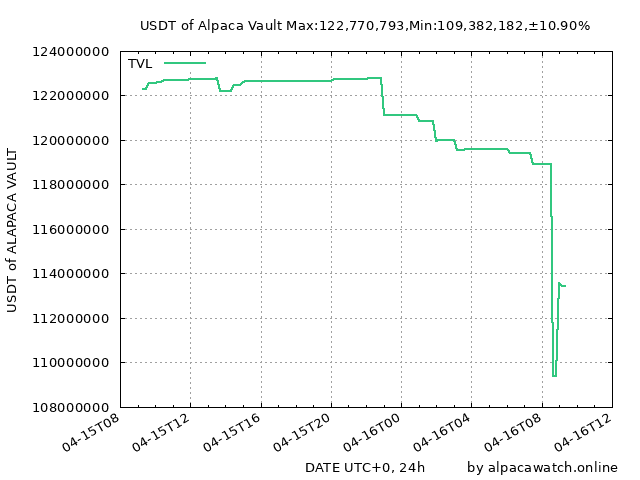 USDT of Alpaca Vault Max:122,770,793,Min:109,382,182,±10.90%
TVL
124000000
122000000
120000000
118000000
116000000
114000000
112000000
110000000
108000000
USDT of ALAPACA VAULT
04-15T08
04-15T12
04-15T16
04-15T20
04-16T00
04-16T04
04-16T08
04-16T12
DATE UTC+0, 24h
by alpacawatch.online